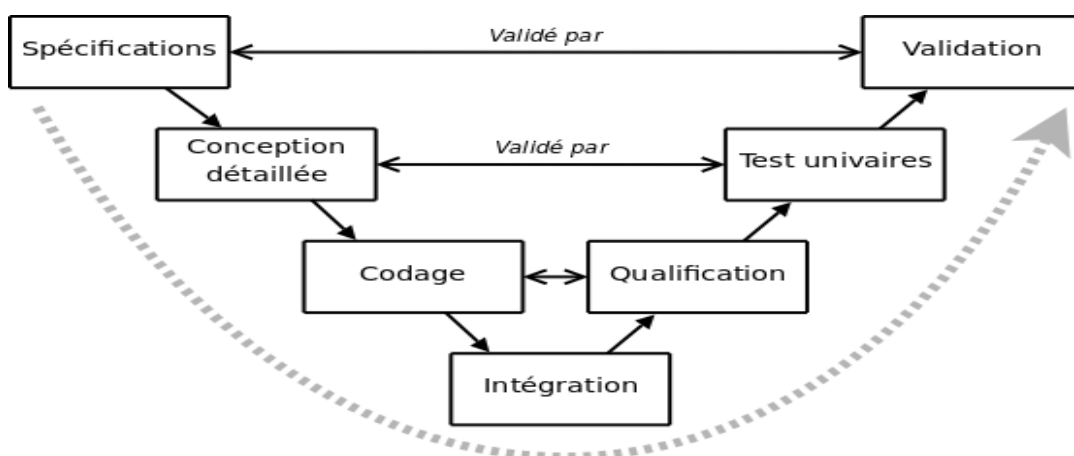 Spécifications
Validé par
Validation
Conception
détaillée
Validé par
Test univaires
Codage
Qualification
Intégration